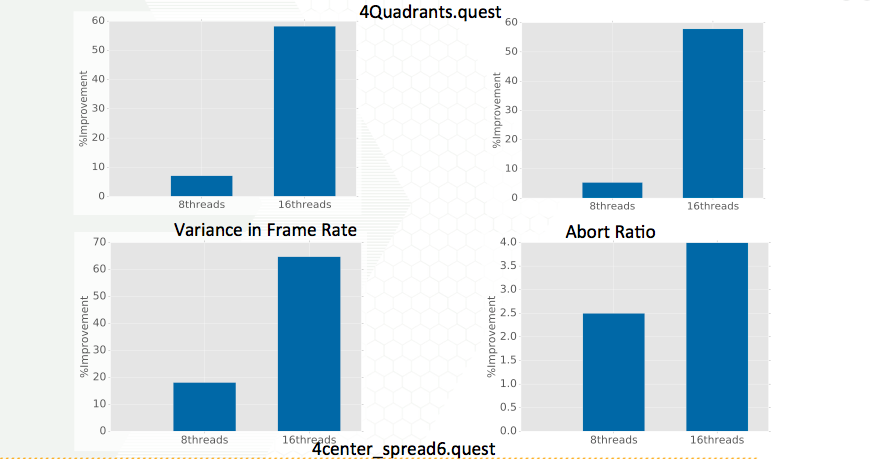 4Quadrants.quest
60
50
40
30
20
10
0
%Improvement
8threads
16threads
60
50
40
30
20
10
0
%Improvement
8threads
16threads
Variance in Frame Rate
Abort Ratio
70
60
50
40
30
20
10
0
%Improvement
8threads
16threads
4.0
3.5
3.0
2.5
2.0
1.5
1.0
0.5
0.0
%Improvement
8threads
16threads
4center_spread6.quest